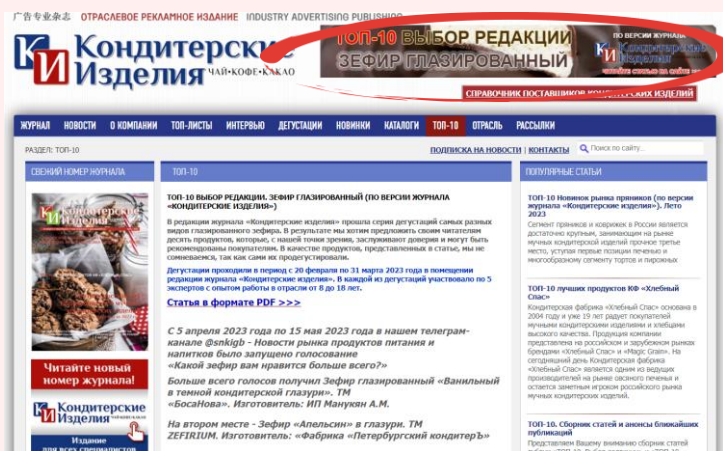 广告专业杂志 ОТРАСЛЕВОЕ РЕКЛАМНОЕ ИЗДАНИЕ INDUSTRY ADVERTISING PUBLISHING
КИ Кондитерские
Изделия ЧАЙ•КОФЕ•КАКАО
ТОП-10 ВЫБОР РЕДАКЦИИ
ЗЕФИР ГЛАЗИРОВАННЫЙ
ПО ВЕРСИИ ЖУРНАЛА
КИ Кондитерские
Изделия
ЧИТАЙТЕ СТАТЬЮ НА САЙТЕ
СПРАВОЧНИК ПОСТАВЩИКОВ КОНДИТЕРСКИХ ИЗДЕЛИЙ
ЖУРНАЛ НОВОСТИ О КОМПАНИИ ТОП-ЛИСТЫ ИНТЕРВЬЮ ДЕГУСТАЦИИ НОВИНКИ КАТАЛОГИ ТОП-10 ОТРАСЛЬ РАССЫЛКИ
РАЗДЕЛ: ТОП-10
ПОДПИСКА НА НОВОСТИ | КОНТАКТЫ
Поиск по сайту...
СВЕЖИЙ НОМЕР ЖУРНАЛА
КИ Кондитерские
Изделия
Читайте новый
номер журнала!
КИ Кондитерские
Изделия
Издание
для всех специалистов
ТОП-10
ТОП-10 ВЫБОР РЕДАКЦИИ. ЗЕФИР ГЛАЗИРОВАННЫЙ (ПО ВЕРСИИ ЖУРНАЛА
«КОНДИТЕРСКИЕ ИЗДЕЛИЯ»)
В редакции журнала «Кондитерские изделия» прошла серия дегустаций самых разных
видов глазированного зефира. В результате мы хотим предложить своим читателям
десять продуктов, которые, с нашей точки зрения, заслуживают доверия и могут быть
рекомендованы покупателям. В качестве продуктов, представленных в статье, мы не
сомневаемся, так как сами их продегустировали.
Дегустации проходили в период с 20 февраля по 31 марта 2023 года в помещении
редакции журнала «Кондитерские изделия». В каждой из дегустаций участвовало по 5
экспертов с опытом работы в отрасли от 8 до 18 лет.
Статья в формате PDF >>>
С 5 апреля 2023 года по 15 мая 2023 года в нашем телеграм-
канале @snkigb - Новости рынка продуктов питания и
напитков было запущено голосование
«Какой зефир вам нравится больше всего?»
Больше всего голосов получил Зефир глазированный «Ванильный
в темной кондитерской глазури». ТМ
«БосаНова». Изготовитель: ИП Манукян А.М.
На втором месте - Зефир «Апельсин» в глазури. ТМ
ZEFIRIUM. Изготовитель: «Фабрика «Петербургский кондитерЪ»
ПОПУЛЯРНЫЕ СТАТЬИ
ТОП-10 Новинок рынка пряников (по версии
журнала «Кондитерские изделия»). Лето
2023
Сегмент пряников и коврижек в России является
достаточно крупным, занимающим на рынке
мучных кондитерской изделий прочное третье
место, уступая первые позиции печенью и
многообразному сегменту тортов и пирожных
ТОП-10 лучших продуктов КФ «Хлебный
Спас»
Кондитерская фабрика «Хлебный Спас» основана в
2004 году и уже 19 лет радует покупателей
мучными кондитерскими изделиями и хлебцами
высокого качества. Продукция компании
представлена на российском и зарубежном рынках
брендами «Хлебный Спас» и «Magic Grain». На
сегодняшний день Кондитерская фабрика
«Хлебный Спас» является одним из ведущих
производителей на рынке овсяного печенья и
остается заметным игроком российского рынка
мучных кондитерских изделий.
ТОП-10. Сборник статей и анонсы ближайших
публикаций
Представляем Вашему вниманию сборник статей